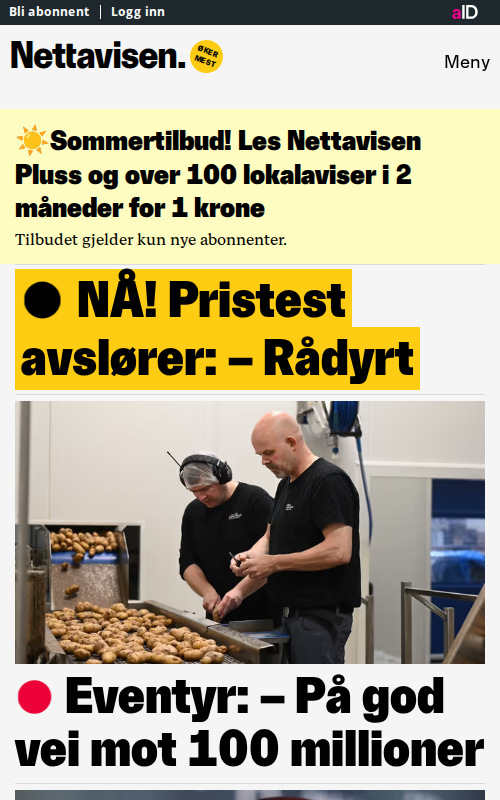 Bli abonnent | Logg inn
aID
Nettavisen.
ØKER
MEST
Meny
☀️Sommertilbud! Les Nettavisen
Pluss og over 100 lokalaviser i 2
måneder for 1 krone
Tilbudet gjelder kun nye abonnenter.
NÅ! Pristest
avslører: – Rådyrt
Eventyr: – På god
vei mot 100 millioner